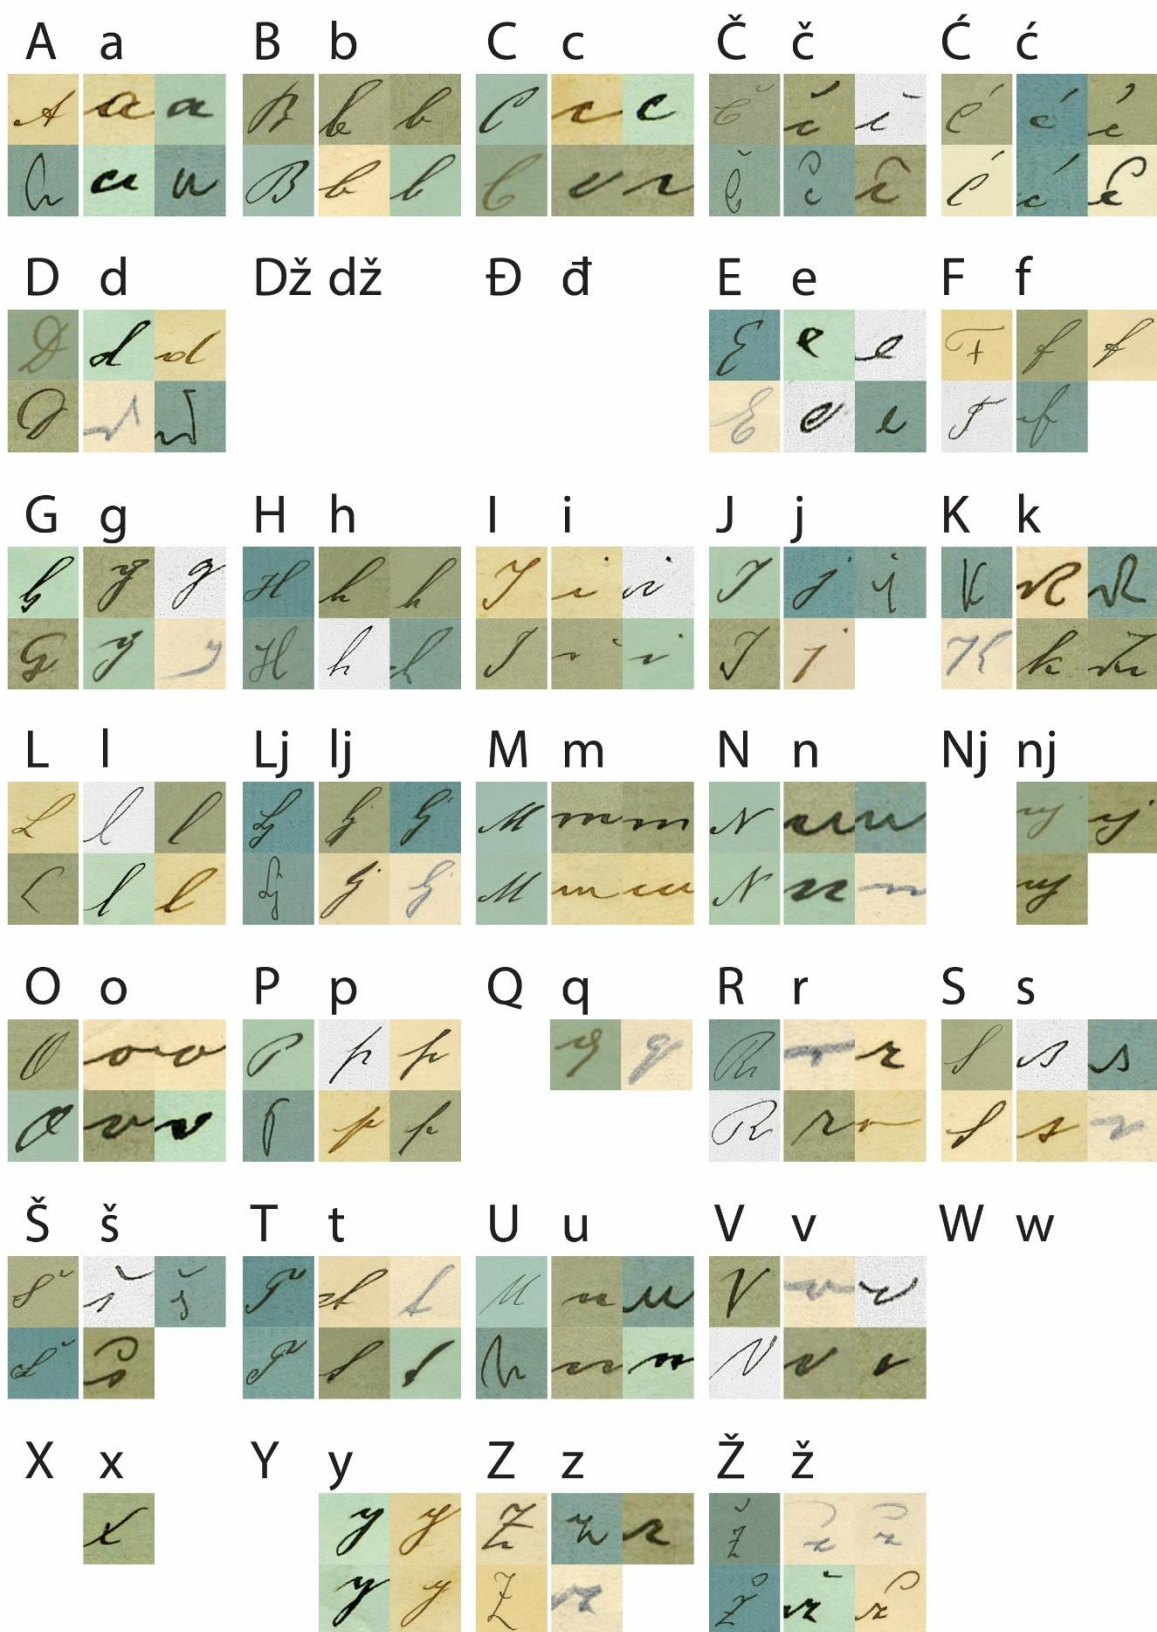 A a B b C c Č č Ć ć
D d Dž dž Đ đ E e F f
G g H h I i J j K k
L l Lj lj M m N n Nj nj
O o P p Q q R r S s
Š š T t U u V v W w
X x Y y Z z Ž ž